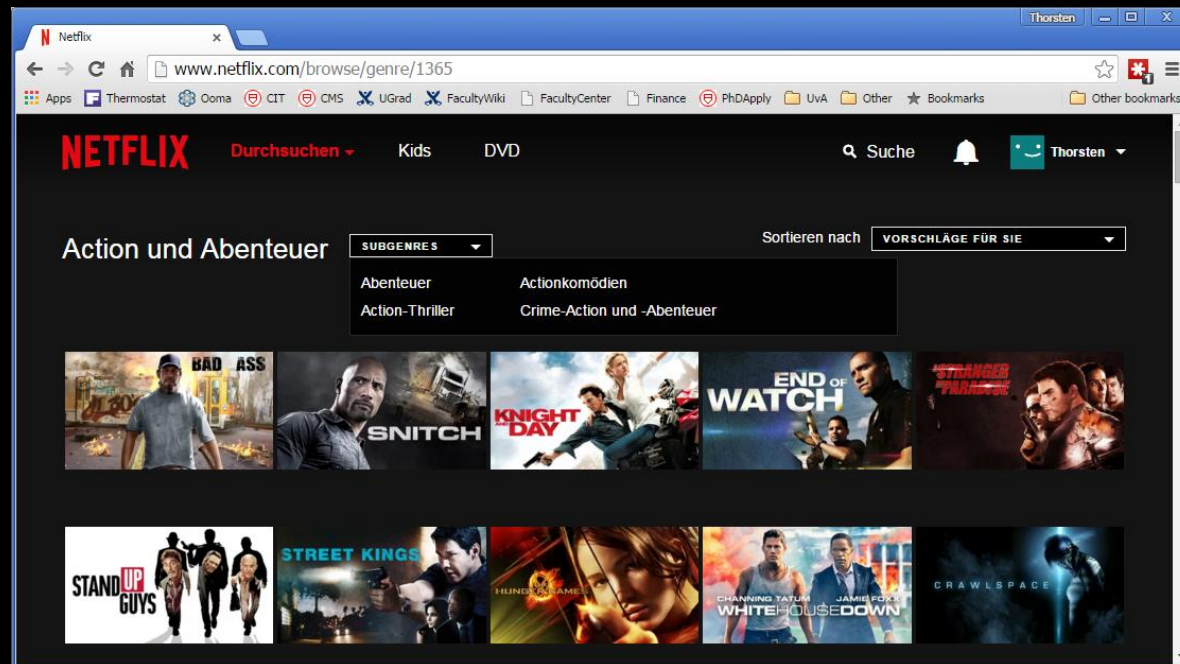 Thorsten
Netflix
www.netflix.com/browse/genre/1365
Apps Thermostat Ooma CIT CMS UGrad FacultyWiki FacultyCenter Finance PhDApply UvA Other Bookmarks Other bookmarks
NETFLIX Durchsuchen Kids DVD Suche Thorsten
Action und Abenteuer SUBGENRES Sortieren nach VORSCHLÄGE FÜR SIE
Abenteuer Actionkomödien
Action-Thriller Crime-Action und -Abenteuer
BAD ASS
SNITCH
KNIGHT AND DAY
END OF WATCH
STRANGER
PARADISE
STAND UP GUYS
STREET KINGS
THE HUNGER GAMES
CHANNING TATUM JAMIE FOXX
WHITE HOUSE DOWN
CRAWLSPACE